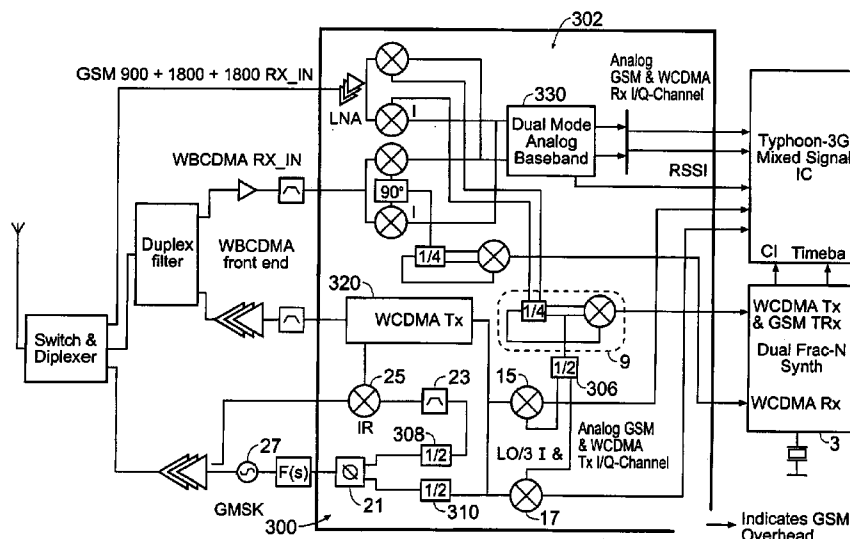 302
GSM 900 + 1800 + 1800 RX_IN
LNA
I
330
Dual Mode
Analog
Baseband
Analog
GSM & WCDMA
Rx I/Q-Channel
RSSI
Typhoon-3G
Mixed Signal
IC
CI Timeba
WBCDMA RX_IN
90°
I
Duplex
filter
WBCDMA
front end
1/4
320
WCDMA Tx
1/4
9
WCDMA Tx
& GSM TRx
Dual Frac-N
Synth
WCDMA Rx
3
Switch &
Diplexer
25
IR
23
308
1/2
15
1/2
306
Analog GSM
& WCDMA
Tx I/Q-Channel
LO/3 I &
27
F(s)
GMSK
21
1/2
310
17
300
Indicates GSM
Overhead